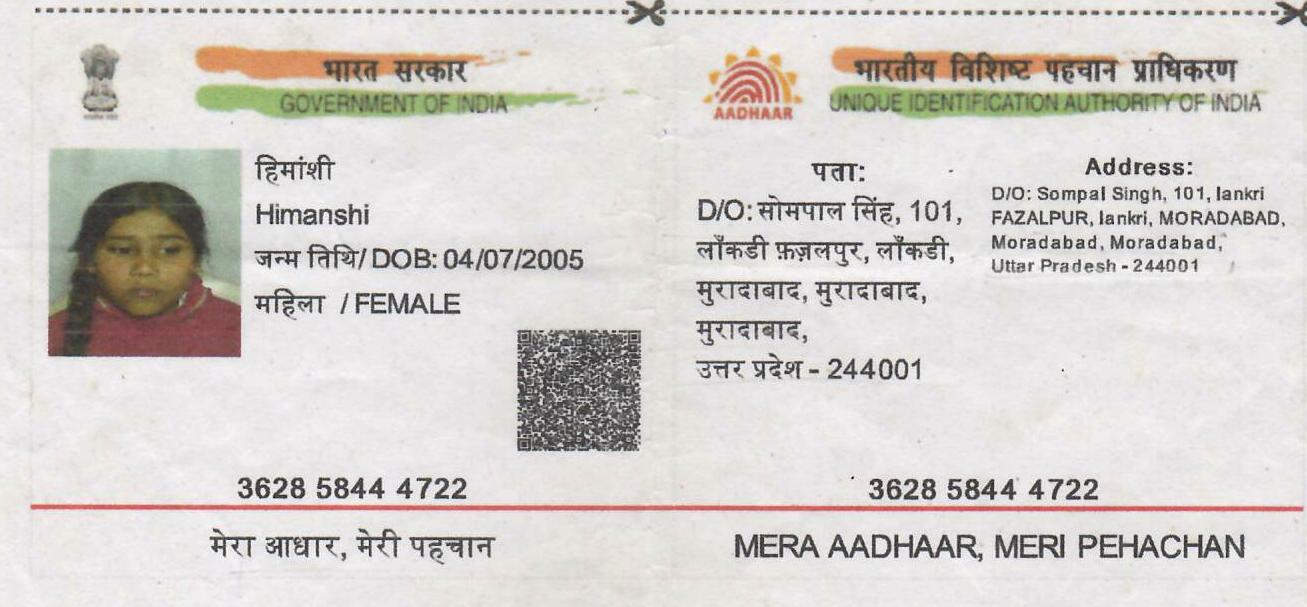 भारत सरकार
GOVERNMENT OF INDIA
हिमांशी
Himanshi
जन्म तिथि/ DOB: 04/07/2005
महिला / FEMALE
3628 5844 4722
मेरा आधार, मेरी पहचान
भारतीय विशिष्ट पहचान प्राधिकरण
UNIQUE IDENTIFICATION AUTHORITY OF INDIA
AADHAAR
पता:
D/O: सोमपाल सिंह, 101,
लाँकडी फ़ज़लपुर, लाँकडी,
मुरादाबाद, मुरादाबाद,
मुरादाबाद,
उत्तर प्रदेश - 244001
Address:
D/O: Sompal Singh, 101, lankri
FAZALPUR, lankri, MORADABAD,
Moradabad, Moradabad,
Uttar Pradesh - 244001
3628 5844 4722
MERA AADHAAR, MERI PEHACHAN